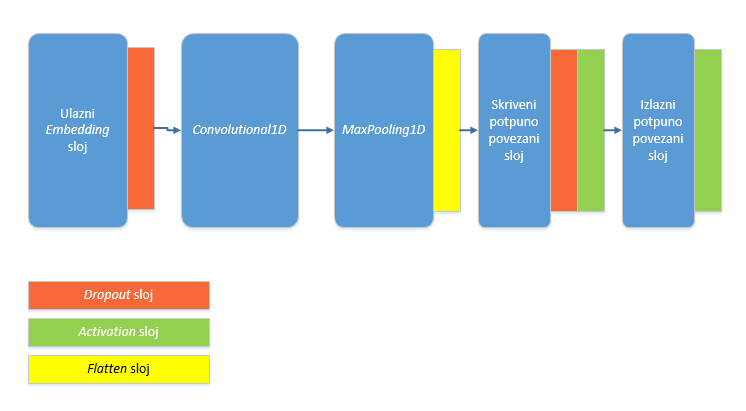 Ulazni
Embedding
sloj
Convolutional1D
MaxPooling1D
Skriveni
potpuno
povezani
sloj
Izlazni
potpuno
povezani
sloj
Dropout sloj
Activation sloj
Flatten sloj